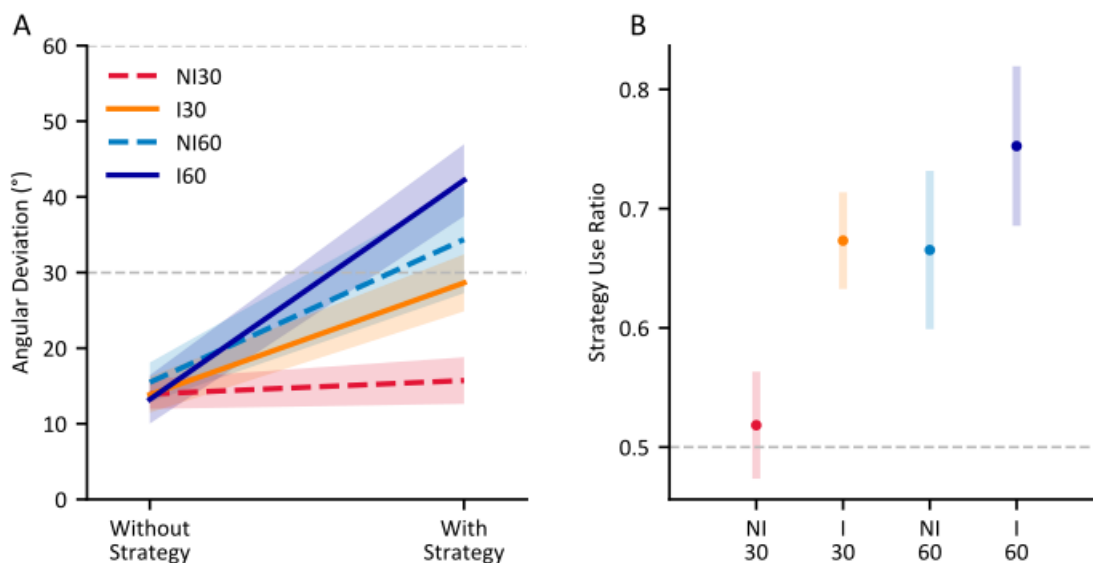 A
60
50
40
30
20
10
0
Angular Deviation (°)
NI30
I30
NI60
I60
Without
Strategy
With
Strategy
B
0.8
0.7
0.6
0.5
Strategy Use Ratio
NI
30
I
30
NI
60
I
60